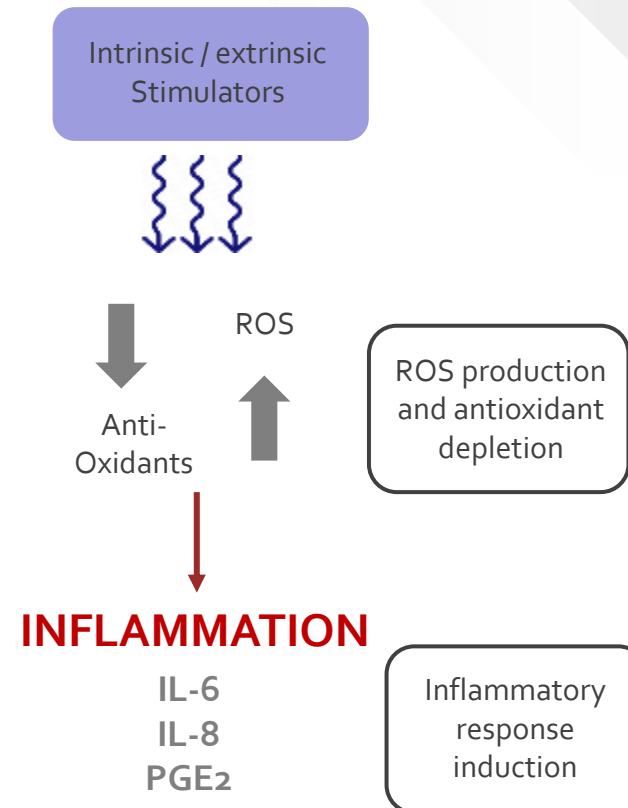 Intrinsic / extrinsic
Stimulators
ROS
Anti-
Oxidants
ROS production
and antioxidant
depletion
INFLAMMATION
IL-6
IL-8
PGE2
Inflammatory
response
induction